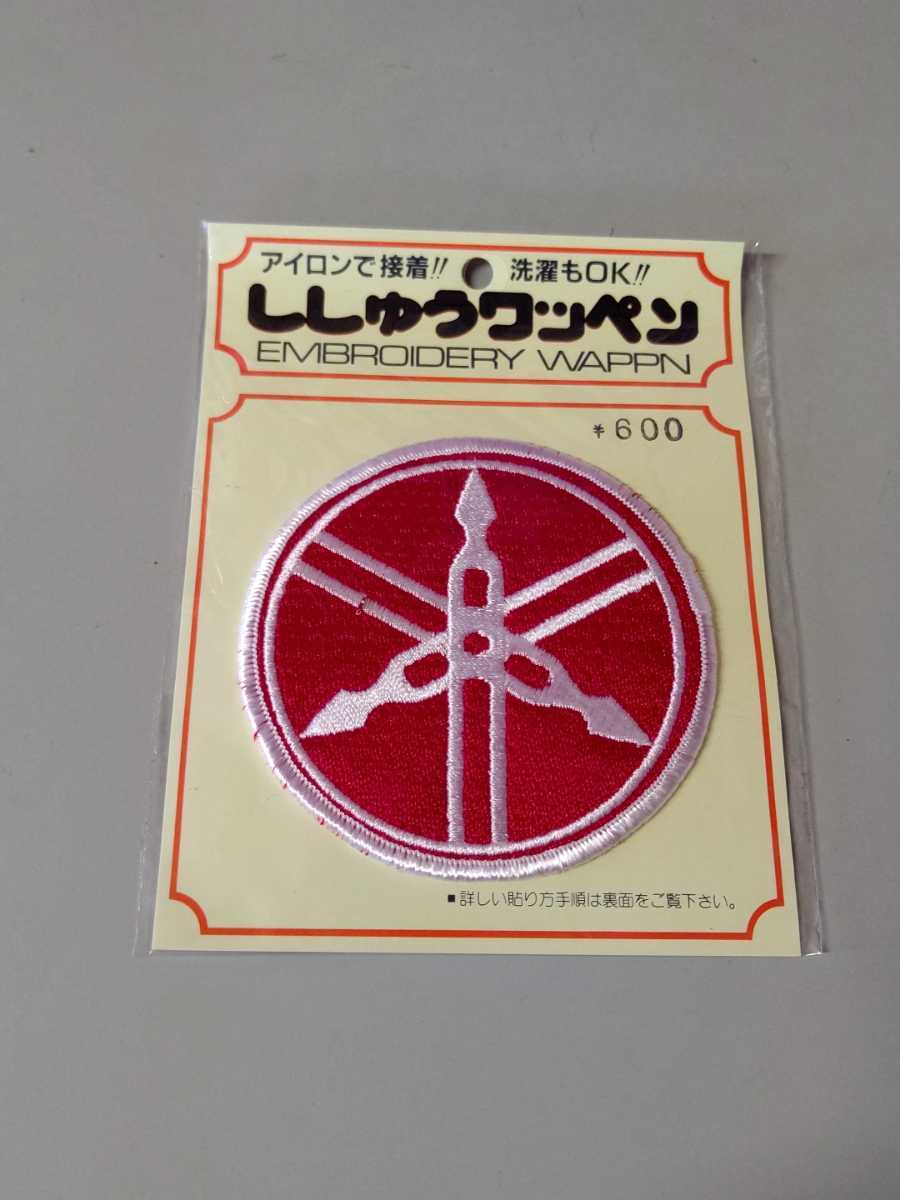 アイロンで接着!! 洗濯もOK!!
ししゅうワッペン
EMBROIDERY WAPPN
¥600
■詳しい貼り方手順は裏面をご覧下さい。